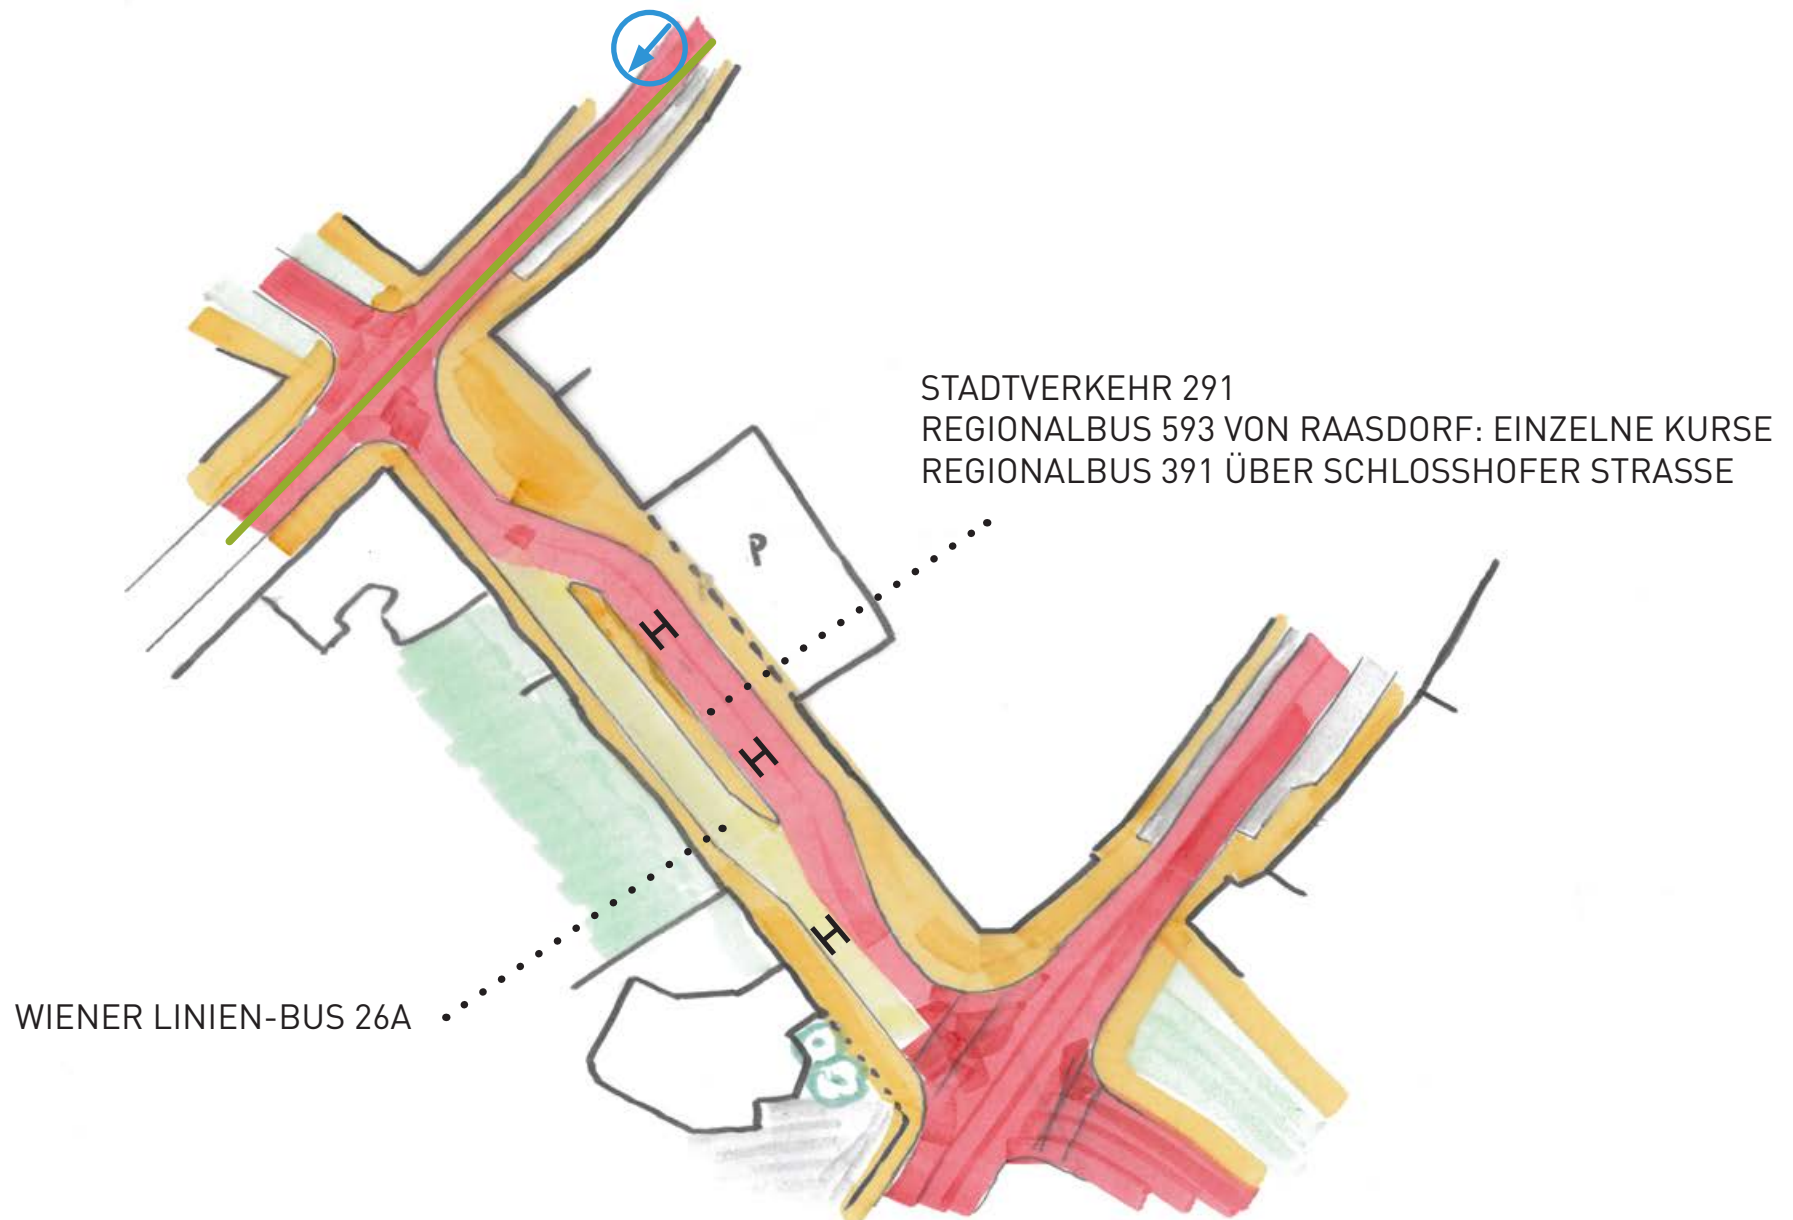 STADTVERKEHR 291
REGIONALBUS 593 VON RAASDORF: EINZELNE KURSE
REGIONALBUS 391 ÜBER SCHLOSSHOFER STRASSE
P
H
H
H
WIENER LINIEN-BUS 26A